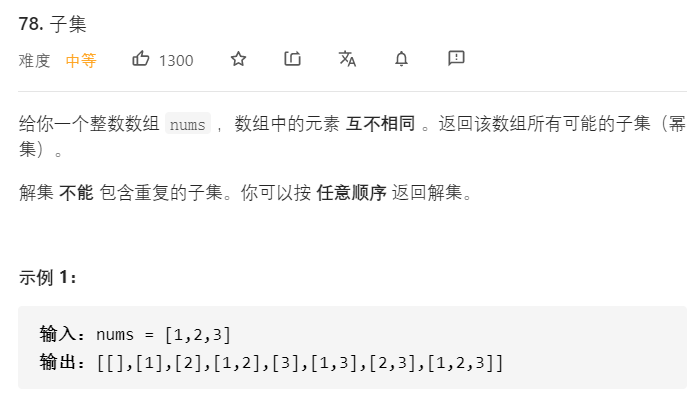 78. 子集
难度 中等 1300
给你一个整数数组 nums ，数组中的元素 互不相同 。返回该数组所有可能的子集（幂
集）。
解集 不能 包含重复的子集。你可以按 任意顺序 返回解集。
示例 1：
输入：nums = [1,2,3]
输出：[[],[1],[2],[1,2],[3],[1,3],[2,3],[1,2,3]]